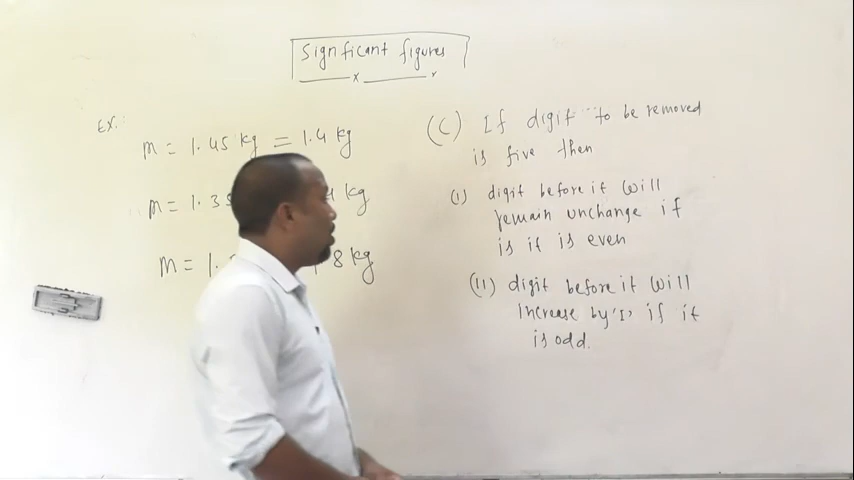 Significant figures
Ex.:
m = 1.45 kg = 1.4 kg
m = 1.35 kg
m = 1. 1.8 kg
(C) If digit to be removed
is five then
(I) digit before it will
remain unchange if
is it is even
(II) digit before it will
Increase by 'I' if it
is odd.